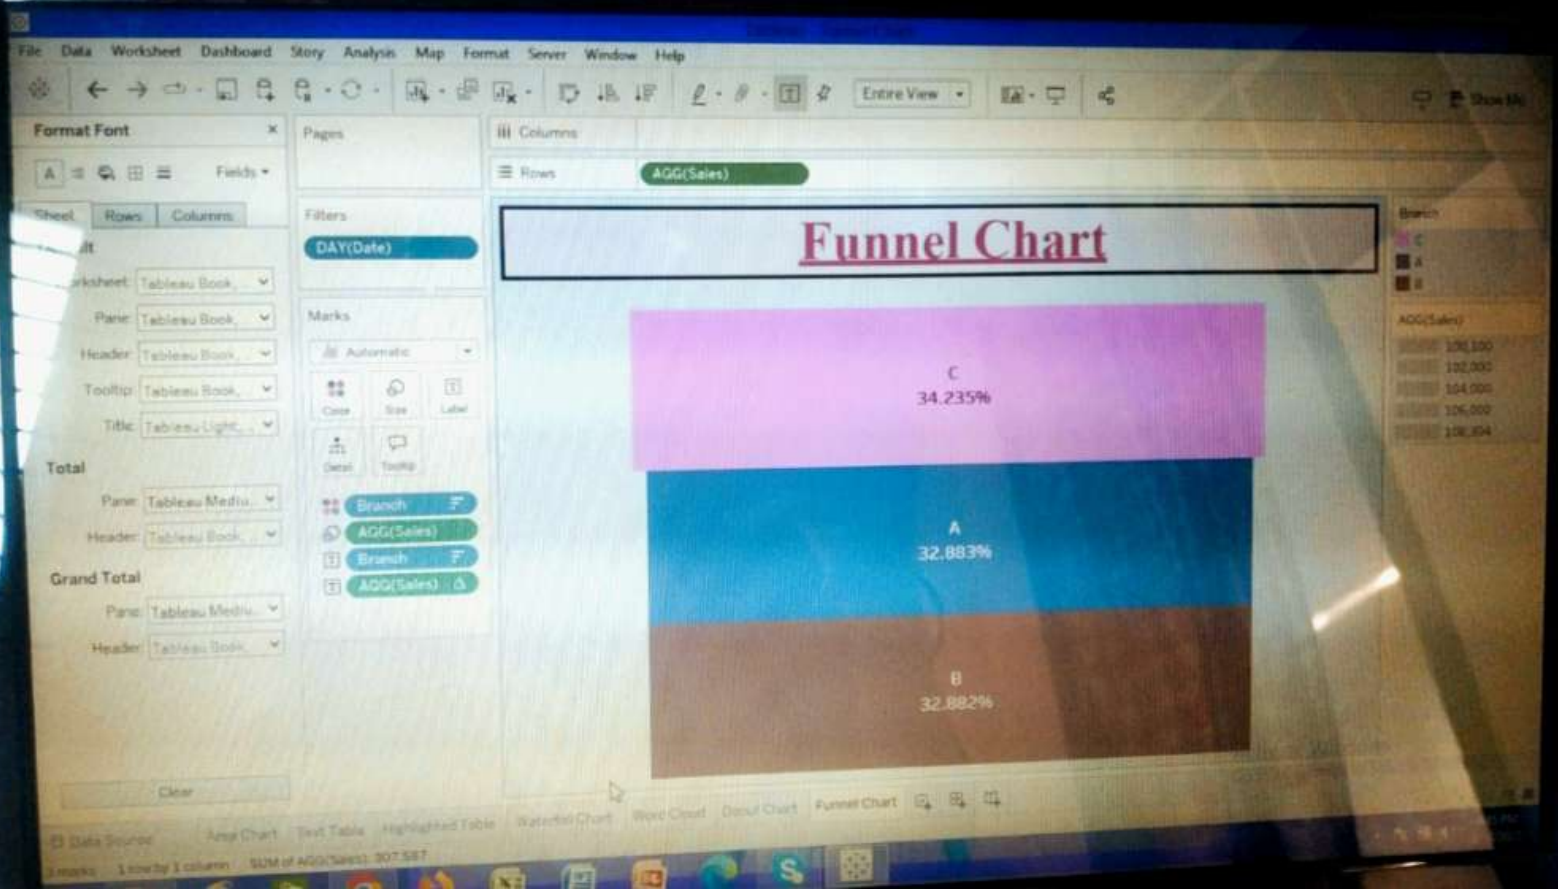 File Data Worksheet Dashboard Story Analysis Map Format Server Window Help
Entire View
Show Me
Format Font
Fields
Sheet Rows Columns
Worksheet: Tableau Book,
Pane: Tableau Book,
Header: Tableau Book,
Tooltip: Tableau Book,
Title: Tableau Light,
Total
Pane: Tableau Mediu..
Header: Tableau Book,
Grand Total
Pane: Tableau Mediu..
Header: Tableau Book,
Clear
Pages
Filters
DAY(Date)
Marks
Automatic
Color Size Label
Detail Tooltip
Branch
AGG(Sales)
Branch
AGG(Sales)
Columns
Rows AGG(Sales)
Funnel Chart
C
34.235%
A
32.883%
B
32.882%
Branch
C
A
B
AGG(Sales)
102,000
104,000
106,000
Data Source Area Chart Text Table Highlighted Table Waterfall Chart Word Cloud Donut Chart Funnel Chart
3 marks 1 row by 1 column SUM of AGG(Sales): 307,587